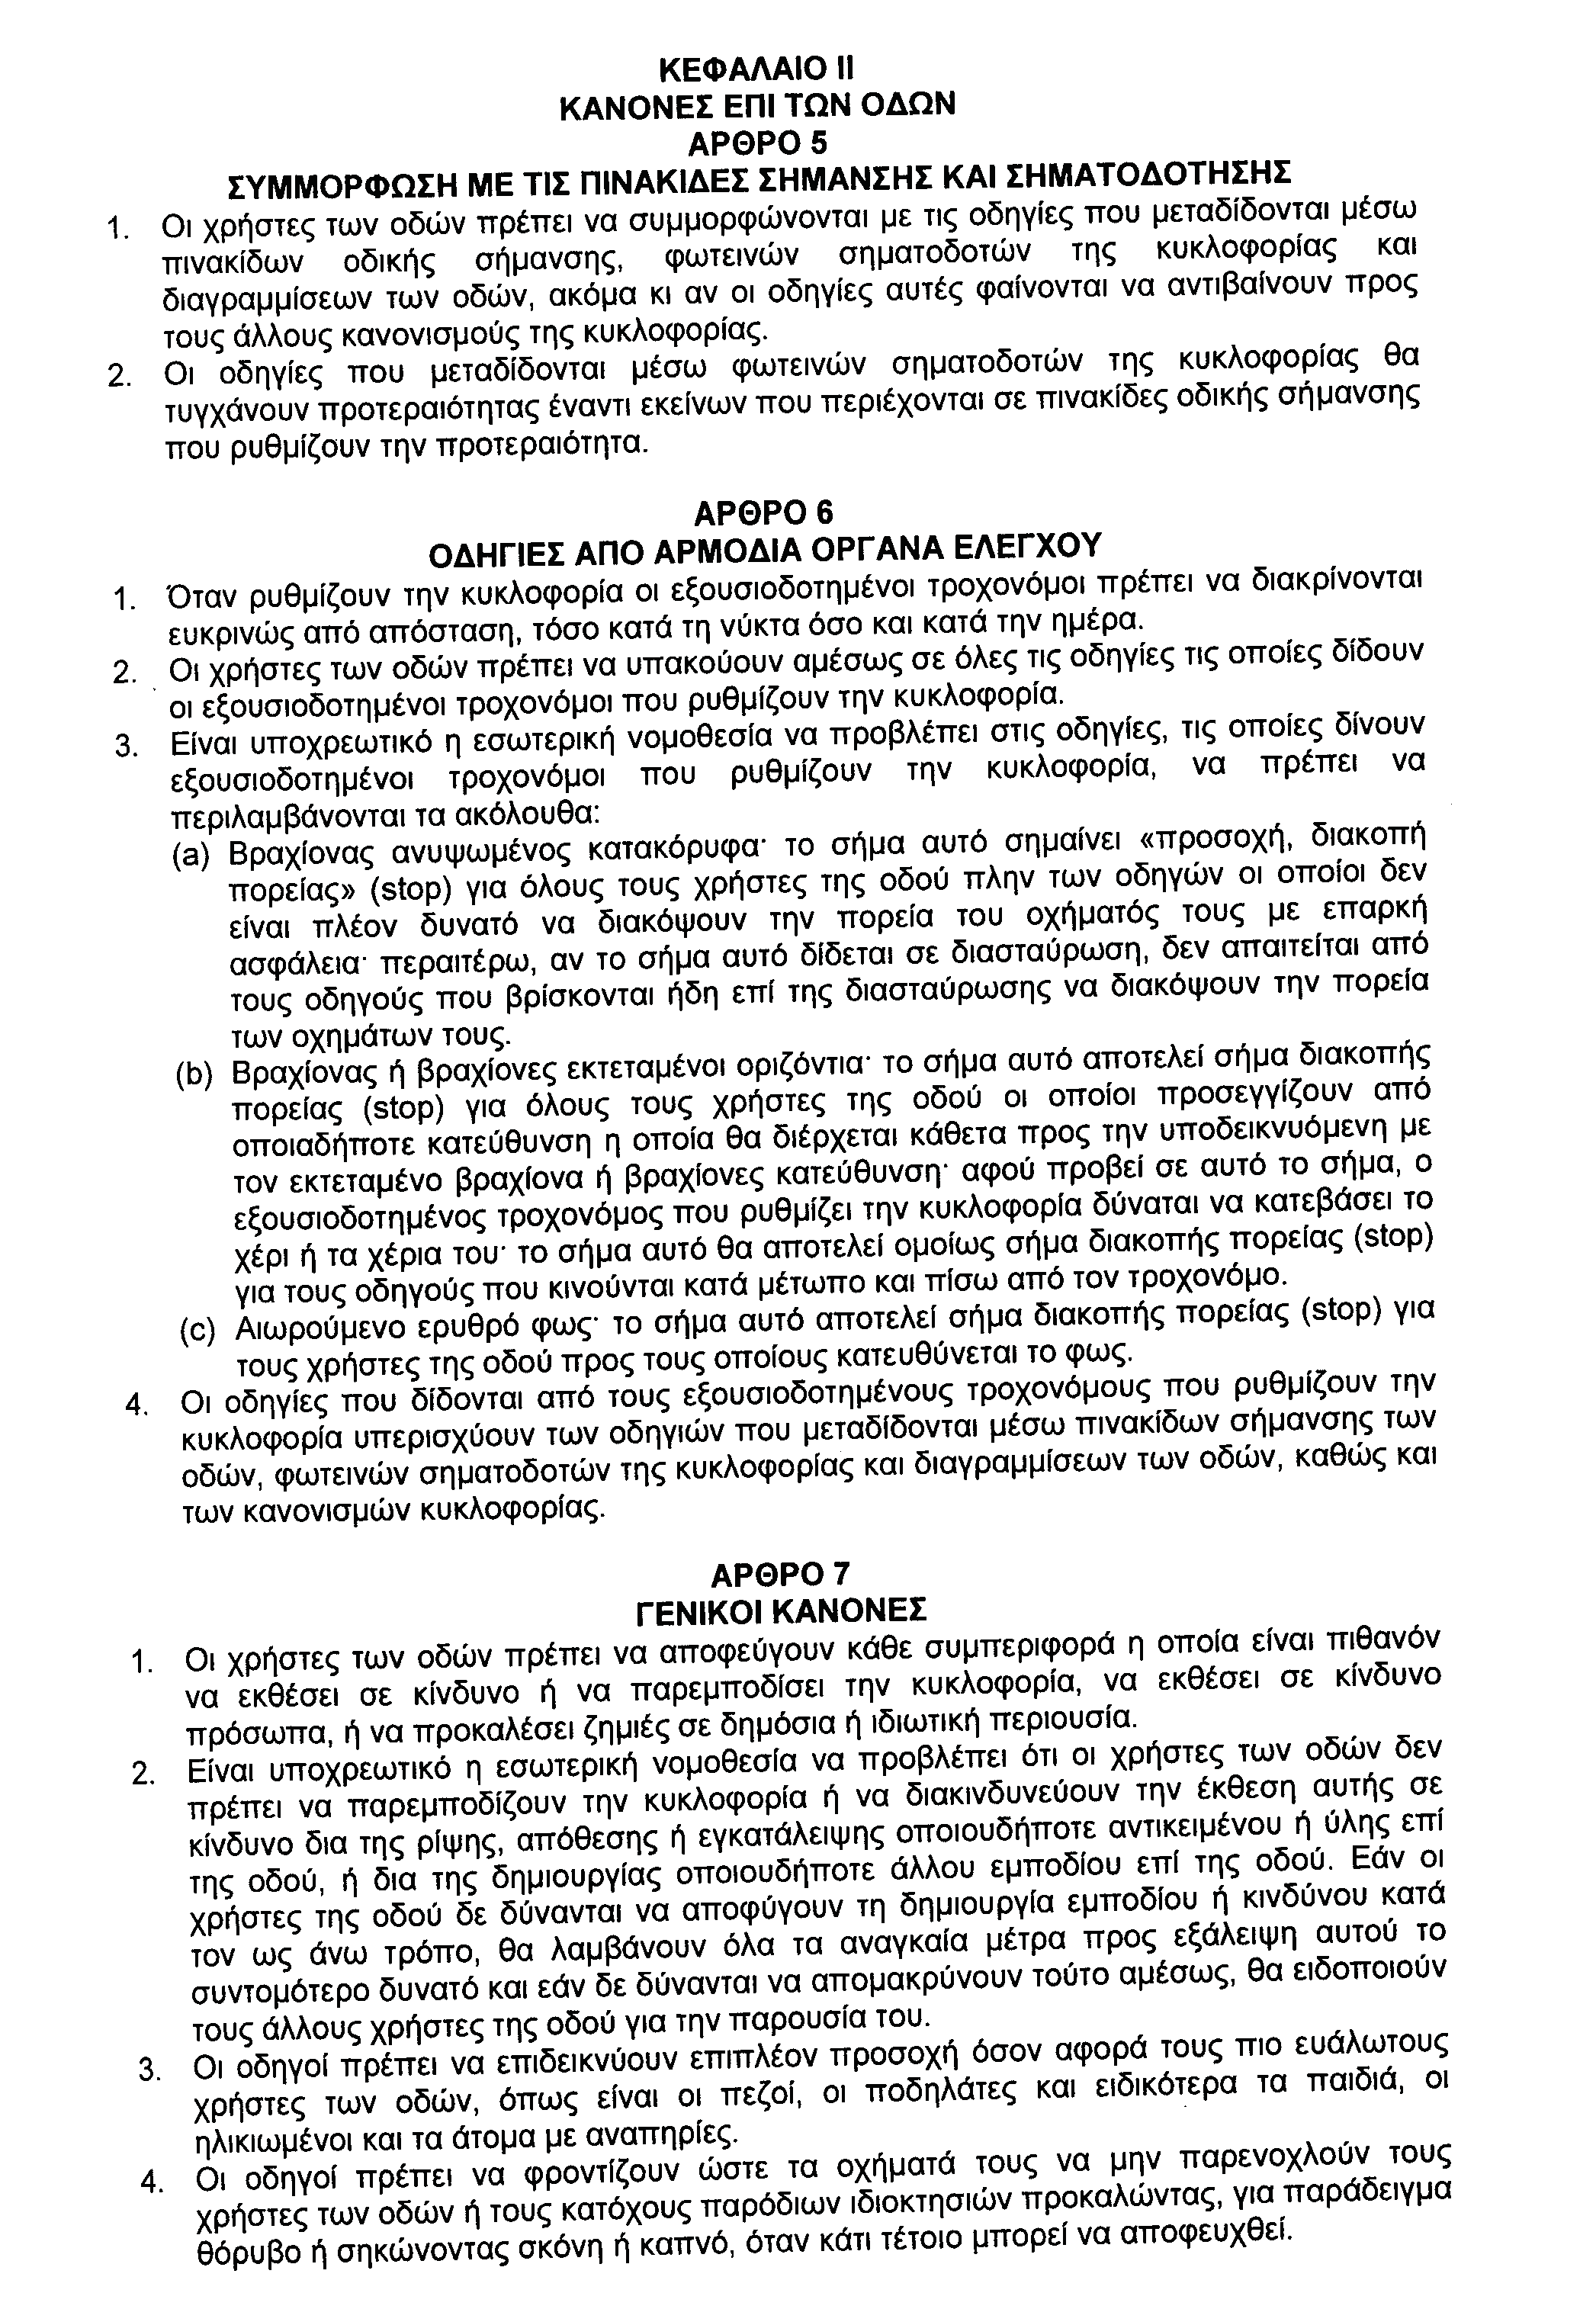 ΚΕΦΑΛΑΙΟ II
ΚΑΝΟΝΕΣ ΕΠΙ ΤΩΝ ΟΔΩΝ
ΑΡΘΡΟ 5
ΣΥΜΜΟΡΦΩΣΗ ΜΕ ΤΙΣ ΠΙΝΑΚΙΔΕΣ ΣΗΜΑΝΣΗΣ ΚΑΙ ΣΗΜΑΤΟΔΟΤΗΣΗΣ
1. Οι χρήστες των οδών πρέπει να συμμορφώνονται με τις οδηγίες που μεταδίδονται μέσω
πινακίδων οδικής σήμανσης, φωτεινών σηματοδοτών της κυκλοφορίας και
διαγραμμίσεων των οδών, ακόμα κι αν οι οδηγίες αυτές φαίνονται να αντιβαίνουν προς
τους άλλους κανονισμούς της κυκλοφορίας.
2. Οι οδηγίες που μεταδίδονται μέσω φωτεινών σηματοδοτών της κυκλοφορίας θα
τυγχάνουν προτεραιότητας έναντι εκείνων που περιέχονται σε πινακίδες οδικής σήμανσης
που ρυθμίζουν την προτεραιότητα.
ΑΡΘΡΟ 6
ΟΔΗΓΙΕΣ ΑΠΟ ΑΡΜΟΔΙΑ ΟΡΓΑΝΑ ΕΛΕΓΧΟΥ
1. Όταν ρυθμίζουν την κυκλοφορία οι εξουσιοδοτημένοι τροχονόμοι πρέπει να διακρίνονται
ευκρινώς από απόσταση, τόσο κατά τη νύκτα όσο και κατά την ημέρα.
2. Οι χρήστες των οδών πρέπει να υπακούουν αμέσως σε όλες τις οδηγίες τις οποίες δίδουν
οι εξουσιοδοτημένοι τροχονόμοι που ρυθμίζουν την κυκλοφορία.
3. Είναι υποχρεωτικό η εσωτερική νομοθεσία να προβλέπει στις οδηγίες, τις οποίες δίνουν
εξουσιοδοτημένοι τροχονόμοι που ρυθμίζουν την κυκλοφορία, να πρέπει να
περιλαμβάνονται τα ακόλουθα:
(a) Βραχίονας ανυψωμένος κατακόρυφα· το σήμα αυτό σημαίνει «προσοχή, διακοπή
πορείας» (stop) για όλους τους χρήστες της οδού πλην των οδηγών οι οποίοι δεν
είναι πλέον δυνατό να διακόψουν την πορεία του οχήματός τους με επαρκή
ασφάλεια· περαιτέρω, αν το σήμα αυτό δίδεται σε διασταύρωση, δεν απαιτείται από
τους οδηγούς που βρίσκονται ήδη επί της διασταύρωσης να διακόψουν την πορεία
των οχημάτων τους.
(b) Βραχίονας ή βραχίονες εκτεταμένοι οριζόντια· το σήμα αυτό αποτελεί σήμα διακοπής
πορείας (stop) για όλους τους χρήστες της οδού οι οποίοι προσεγγίζουν από
οποιαδήποτε κατεύθυνση η οποία θα διέρχεται κάθετα προς την υποδεικνυόμενη με
τον εκτεταμένο βραχίονα ή βραχίονες κατεύθυνση· αφού προβεί σε αυτό το σήμα, ο
εξουσιοδοτημένος τροχονόμος που ρυθμίζει την κυκλοφορία δύναται να κατεβάσει το
χέρι ή τα χέρια του· το σήμα αυτό θα αποτελεί ομοίως σήμα διακοπής πορείας (stop)
για τους οδηγούς που κινούνται κατά μέτωπο και πίσω από τον τροχονόμο.
(c) Αιωρούμενο ερυθρό φως· το σήμα αυτό αποτελεί σήμα διακοπής πορείας (stop) για
τους χρήστες της οδού προς τους οποίους κατευθύνεται το φως.
4. Οι οδηγίες που δίδονται από τους εξουσιοδοτημένους τροχονόμους που ρυθμίζουν την
κυκλοφορία υπερισχύουν των οδηγιών που μεταδίδονται μέσω πινακίδων σήμανσης των
οδών, φωτεινών σηματοδοτών της κυκλοφορίας και διαγραμμίσεων των οδών, καθώς και
των κανονισμών κυκλοφορίας.
ΑΡΘΡΟ 7
ΓΕΝΙΚΟΙ ΚΑΝΟΝΕΣ
1. Οι χρήστες των οδών πρέπει να αποφεύγουν κάθε συμπεριφορά η οποία είναι πιθανόν
να εκθέσει σε κίνδυνο ή να παρεμποδίσει την κυκλοφορία, να εκθέσει σε κίνδυνο
πρόσωπα, ή να προκαλέσει ζημιές σε δημόσια ή ιδιωτική περιουσία.
2. Είναι υποχρεωτικό η εσωτερική νομοθεσία να προβλέπει ότι οι χρήστες των οδών δεν
πρέπει να παρεμποδίζουν την κυκλοφορία ή να διακινδυνεύουν την έκθεση αυτής σε
κίνδυνο δια της ρίψης, απόθεσης ή εγκατάλειψης οποιουδήποτε αντικειμένου ή ύλης επί
της οδού, ή δια της δημιουργίας οποιουδήποτε άλλου εμποδίου επί της οδού. Εάν οι
χρήστες της οδού δε δύνανται να αποφύγουν τη δημιουργία εμποδίου ή κινδύνου κατά
τον ως άνω τρόπο, θα λαμβάνουν όλα τα αναγκαία μέτρα προς εξάλειψη αυτού το
συντομότερο δυνατό και εάν δε δύνανται να απομακρύνουν τούτο αμέσως, θα ειδοποιούν
τους άλλους χρήστες της οδού για την παρουσία του.
3. Οι οδηγοί πρέπει να επιδεικνύουν επιπλέον προσοχή όσον αφορά τους πιο ευάλωτους
χρήστες των οδών, όπως είναι οι πεζοί, οι ποδηλάτες και ειδικότερα τα παιδιά, οι
ηλικιωμένοι και τα άτομα με αναπηρίες.
4. Οι οδηγοί πρέπει να φροντίζουν ώστε τα οχήματά τους να μην παρενοχλούν τους
χρήστες των οδών ή τους κατόχους παρόδιων ιδιοκτησιών προκαλώντας, για παράδειγμα
θόρυβο ή σηκώνοντας σκόνη ή καπνό, όταν κάτι τέτοιο μπορεί να αποφευχθεί.